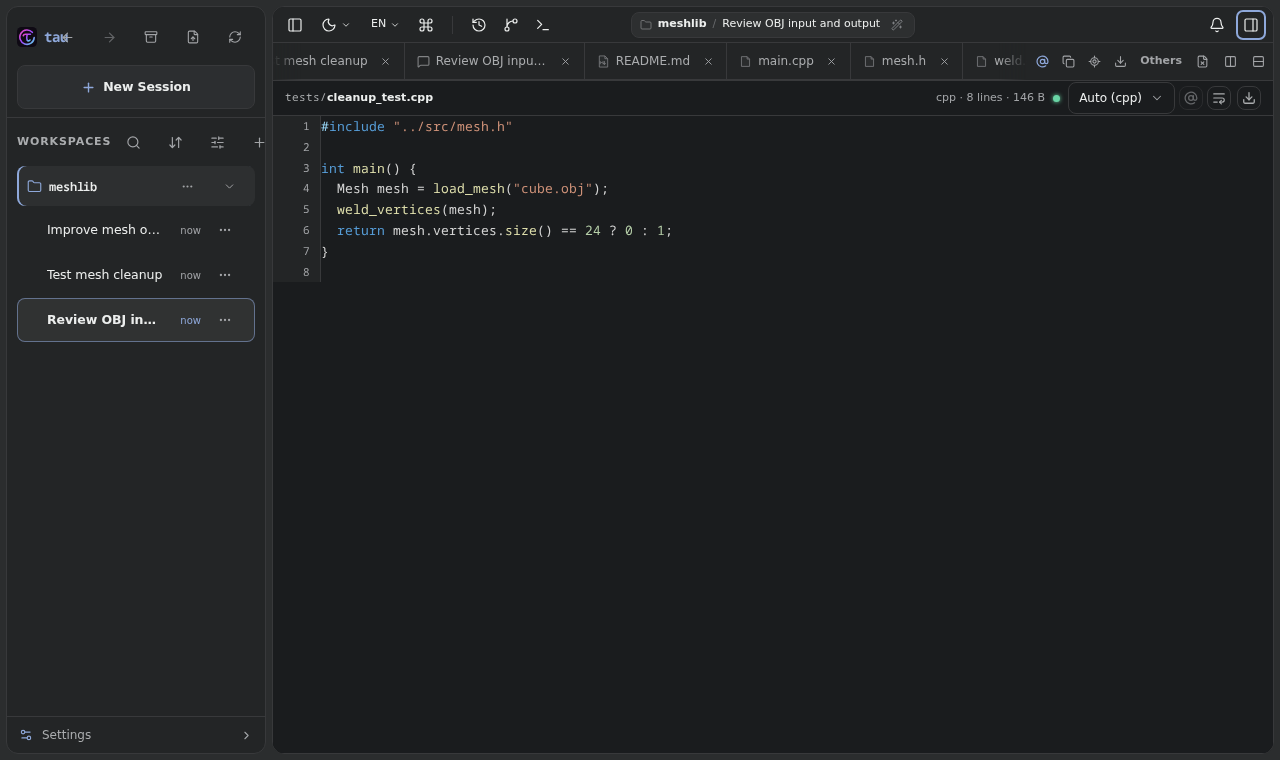 tau
New Session
WORKSPACES
meshlib
Improve mesh o… now
Test mesh cleanup now
Review OBJ in… now
Settings
EN
meshlib / Review OBJ input and output
mesh cleanup
Review OBJ inpu…
README.md
main.cpp
mesh.h
weld
Others
tests/cleanup_test.cpp
cpp · 8 lines · 146 B
Auto (cpp)
1 #include "../src/mesh.h"
2
3 int main() {
4 Mesh mesh = load_mesh("cube.obj");
5 weld_vertices(mesh);
6 return mesh.vertices.size() == 24 ? 0 : 1;
7 }
8